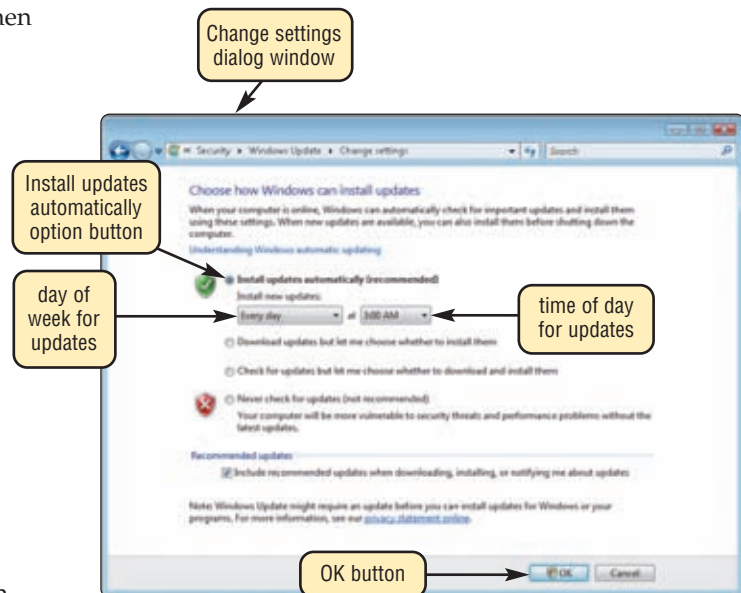 hen
Change settings
dialog window
Security ▸ Windows Update ▸ Change settings
Search
Install updates
automatically
option button
Choose how Windows can install updates
When your computer is online, Windows can automatically check for important updates and install them
using these settings. When new updates are available, you can also install them before shutting down the
computer.
Understanding Windows automatic updating
Install updates automatically (recommended)
Install new updates:
day of
week for
updates
Every day at 3:00 AM
time of day
for updates
Download updates but let me choose whether to install them
Check for updates but let me choose whether to download and install them
Never check for updates (not recommended)
Your computer will be more vulnerable to security threats and performance problems without the
latest updates.
Recommended updates
Include recommended updates when downloading, installing, or notifying me about updates
Note: Windows Update might require an update before you can install updates for Windows or your
programs. For more information, see our privacy statement online.
OK button
OK Cancel